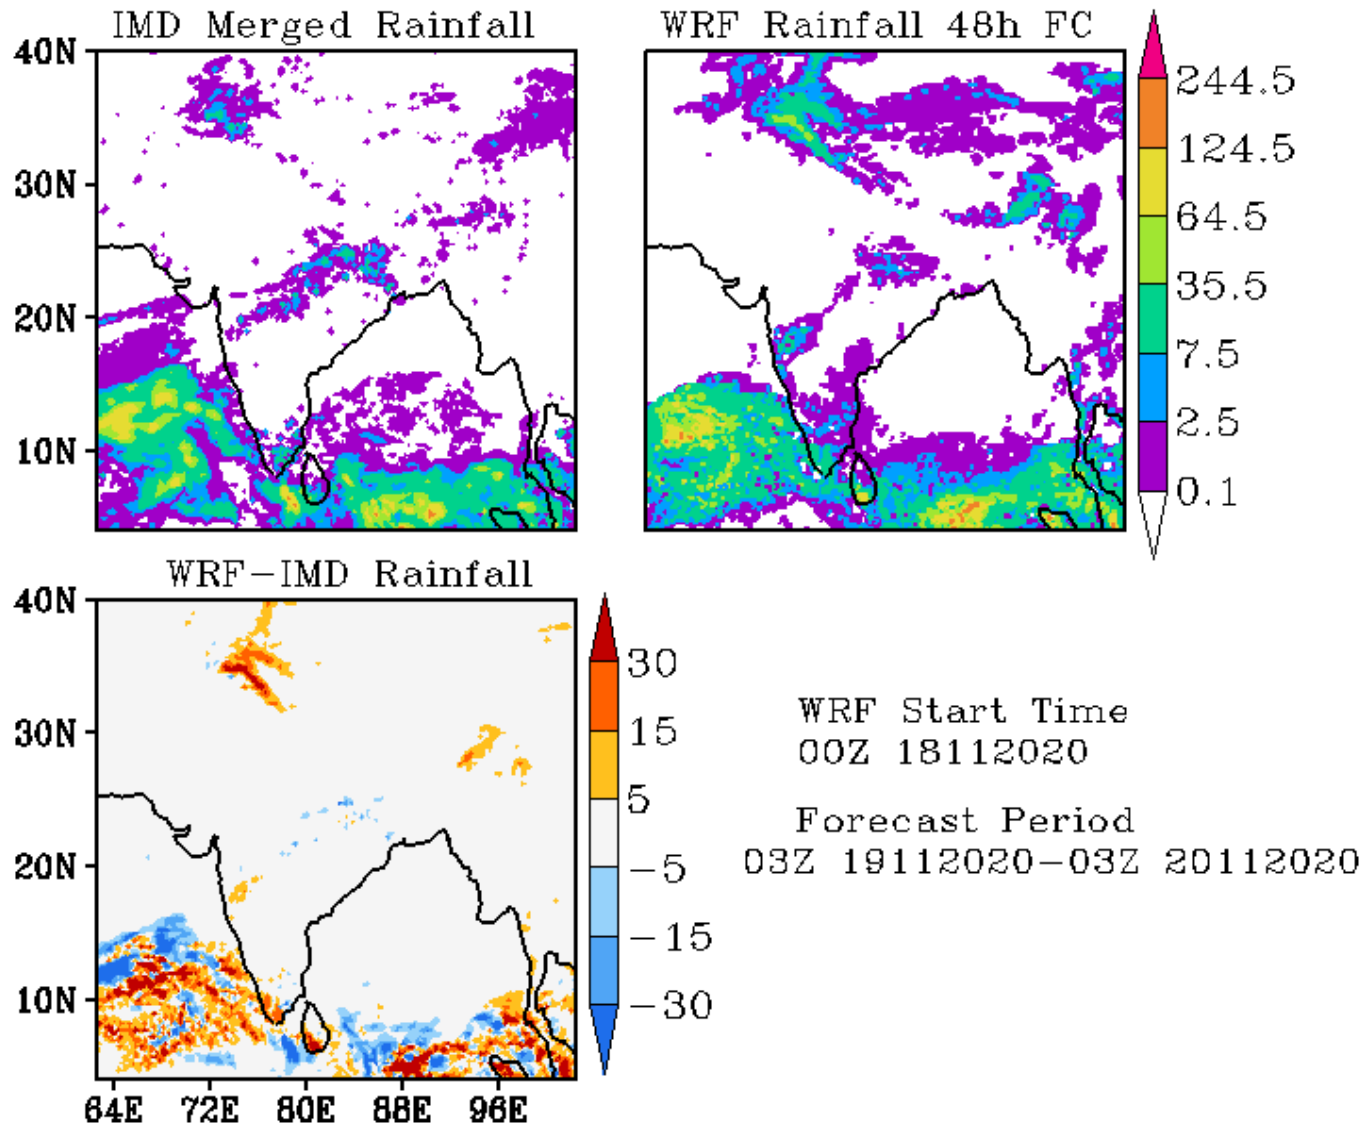 IMD Merged Rainfall
WRF Rainfall 48h FC
40N
30N
20N
10N
244.5
124.5
64.5
35.5
7.5
2.5
0.1
WRF-IMD Rainfall
40N
30N
20N
10N
64E 72E 80E 88E 96E
30
15
5
-5
-15
-30
WRF Start Time
00Z 18112020
Forecast Period
03Z 19112020-03Z 20112020